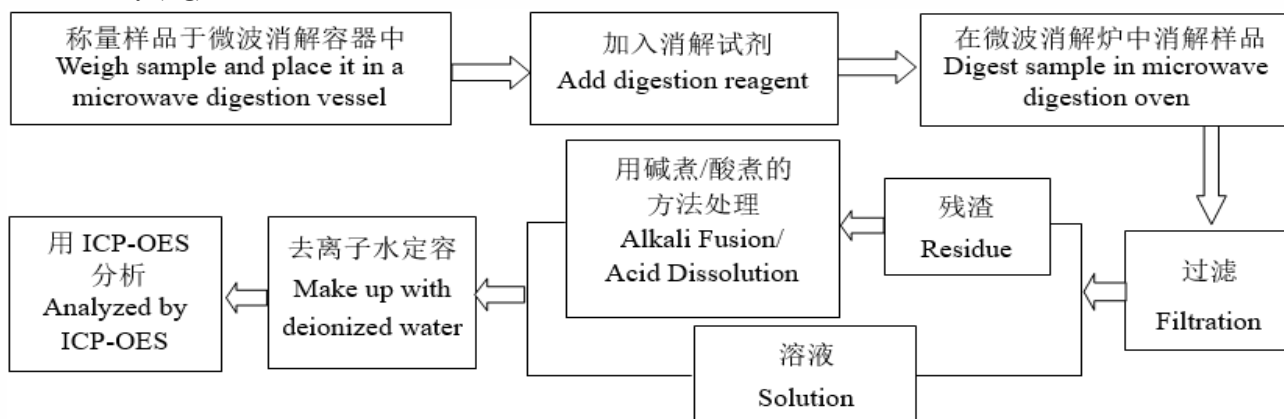 称量样品于微波消解容器中
Weigh sample and place it in a
microwave digestion vessel
加入消解试剂
Add digestion reagent
在微波消解炉中消解样品
Digest sample in microwave
digestion oven
过滤
Filtration
残渣
Residue
用碱煮/酸煮的
方法处理
Alkali Fusion/
Acid Dissolution
溶液
Solution
去离子水定容
Make up with
deionized water
用 ICP-OES
分析
Analyzed by
ICP-OES